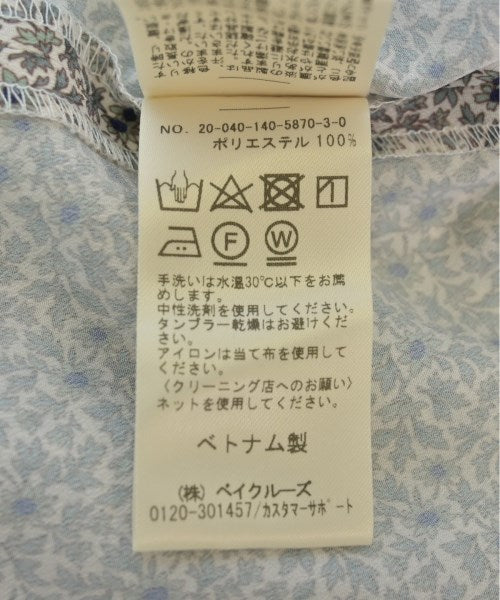 NO. 20-040-140-5870-3-0
ポリエステル 100%
F W
手洗いは水温30℃以下をお薦
めします。
中性洗剤を使用してください。
タンブラー乾燥はお避けくだ
さい。
アイロンは当て布を使用して
ください。
〈クリーニング店へのお願い〉
ネットを使用してください。
ベトナム製
(株) ベイクルーズ
0120-301457/カスタマーサポート